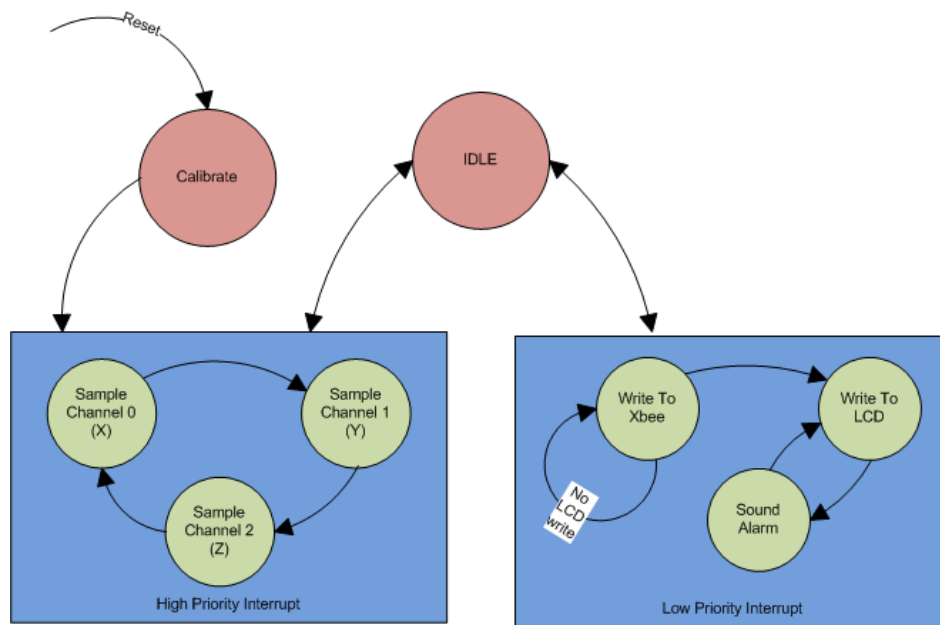 Reset
Calibrate
IDLE
Sample
Channel 0
(X)
Sample
Channel 1
(Y)
Sample
Channel 2
(Z)
High Priority Interrupt
Write To
Xbee
Write To
LCD
No
LCD
write
Sound
Alarm
Low Priority Interrupt